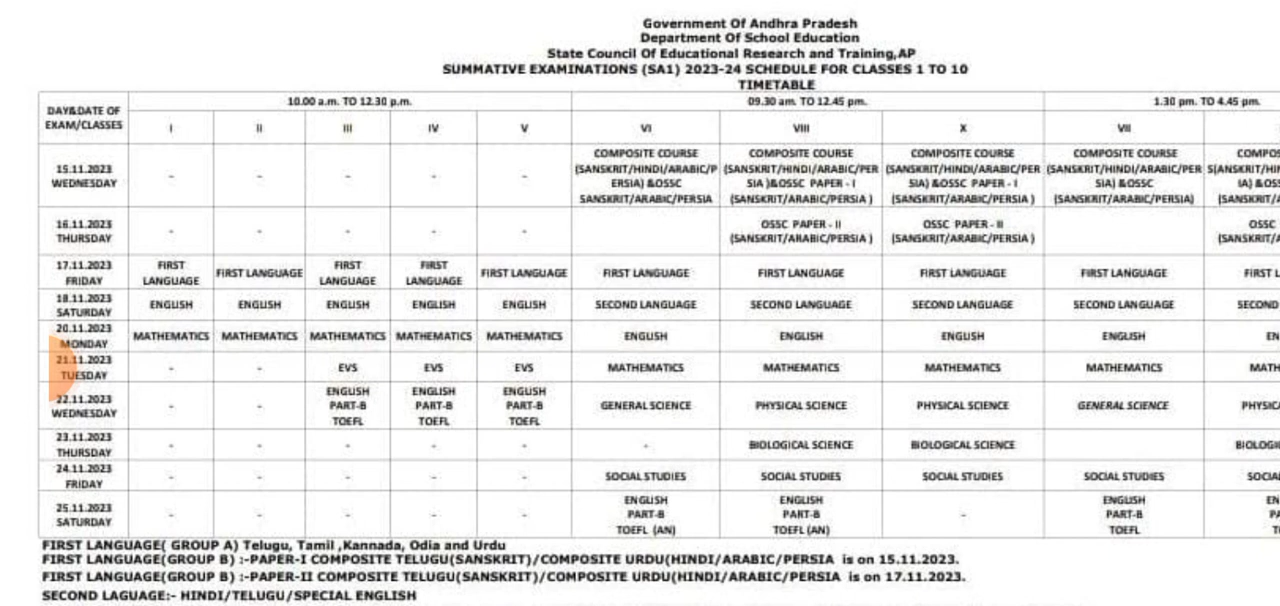 Government Of Andhra Pradesh
Department Of School Education
State Council Of Educational Research and Training,AP
SUMMATIVE EXAMINATIONS (SA1) 2023-24 SCHEDULE FOR CLASSES 1 TO 10
TIMETABLE
DAY&DATE OF EXAM/CLASSES 10.00 a.m. TO 12.30 p.m. 09.30 am. TO 12.45 pm. 1.30 pm. TO 4.45 pm.
I II III IV V VI VIII X VII
15.11.2023 WEDNESDAY - - - - - COMPOSITE COURSE (SANSKRIT/HINDI/ARABIC/PERSIA) &OSSC SANSKRIT/ARABIC/PERSIA COMPOSITE COURSE (SANSKRIT/HINDI/ARABIC/PERSIA )&OSSC PAPER - I (SANSKRIT/ARABIC/PERSIA ) COMPOSITE COURSE (SANSKRIT/HINDI/ARABIC/PERSIA) &OSSC PAPER - I (SANSKRIT/ARABIC/PERSIA ) COMPOSITE COURSE (SANSKRIT/HINDI/ARABIC/PERSIA) &OSSC (SANSKRIT/ARABIC/PERSIA)
16.11.2023 THURSDAY - - - - - OSSC PAPER - II (SANSKRIT/ARABIC/PERSIA ) OSSC PAPER - II (SANSKRIT/ARABIC/PERSIA ) OSSC
17.11.2023 FRIDAY FIRST LANGUAGE FIRST LANGUAGE FIRST LANGUAGE FIRST LANGUAGE FIRST LANGUAGE FIRST LANGUAGE FIRST LANGUAGE FIRST LANGUAGE FIRST LANGUAGE FIRST
18.11.2023 SATURDAY ENGLISH ENGLISH ENGLISH ENGLISH ENGLISH SECOND LANGUAGE SECOND LANGUAGE SECOND LANGUAGE SECOND LANGUAGE SECOND
20.11.2023 MONDAY MATHEMATICS MATHEMATICS MATHEMATICS MATHEMATICS MATHEMATICS ENGLISH ENGLISH ENGLISH ENGLISH
21.11.2023 TUESDAY - - EVS EVS EVS MATHEMATICS MATHEMATICS MATHEMATICS MATHEMATICS
22.11.2023 WEDNESDAY - - ENGLISH PART-B TOEFL ENGLISH PART-B TOEFL ENGLISH PART-B TOEFL GENERAL SCIENCE PHYSICAL SCIENCE PHYSICAL SCIENCE GENERAL SCIENCE
23.11.2023 THURSDAY - - - - - - BIOLOGICAL SCIENCE BIOLOGICAL SCIENCE
24.11.2023 FRIDAY - - - - - SOCIAL STUDIES SOCIAL STUDIES SOCIAL STUDIES SOCIAL STUDIES
25.11.2023 SATURDAY - - - - - ENGLISH PART-B TOEFL (AN) ENGLISH PART-B TOEFL (AN) - ENGLISH PART-B TOEFL
FIRST LANGUAGE( GROUP A) Telugu, Tamil ,Kannada, Odia and Urdu
FIRST LANGUAGE(GROUP B) :-PAPER-I COMPOSITE TELUGU(SANSKRIT)/COMPOSITE URDU(HINDI/ARABIC/PERSIA is on 15.11.2023.
FIRST LANGUAGE(GROUP B) :-PAPER-II COMPOSITE TELUGU(SANSKRIT)/COMPOSITE URDU(HINDI/ARABIC/PERSIA is on 17.11.2023.
SECOND LAGUAGE:- HINDI/TELUGU/SPECIAL ENGLISH